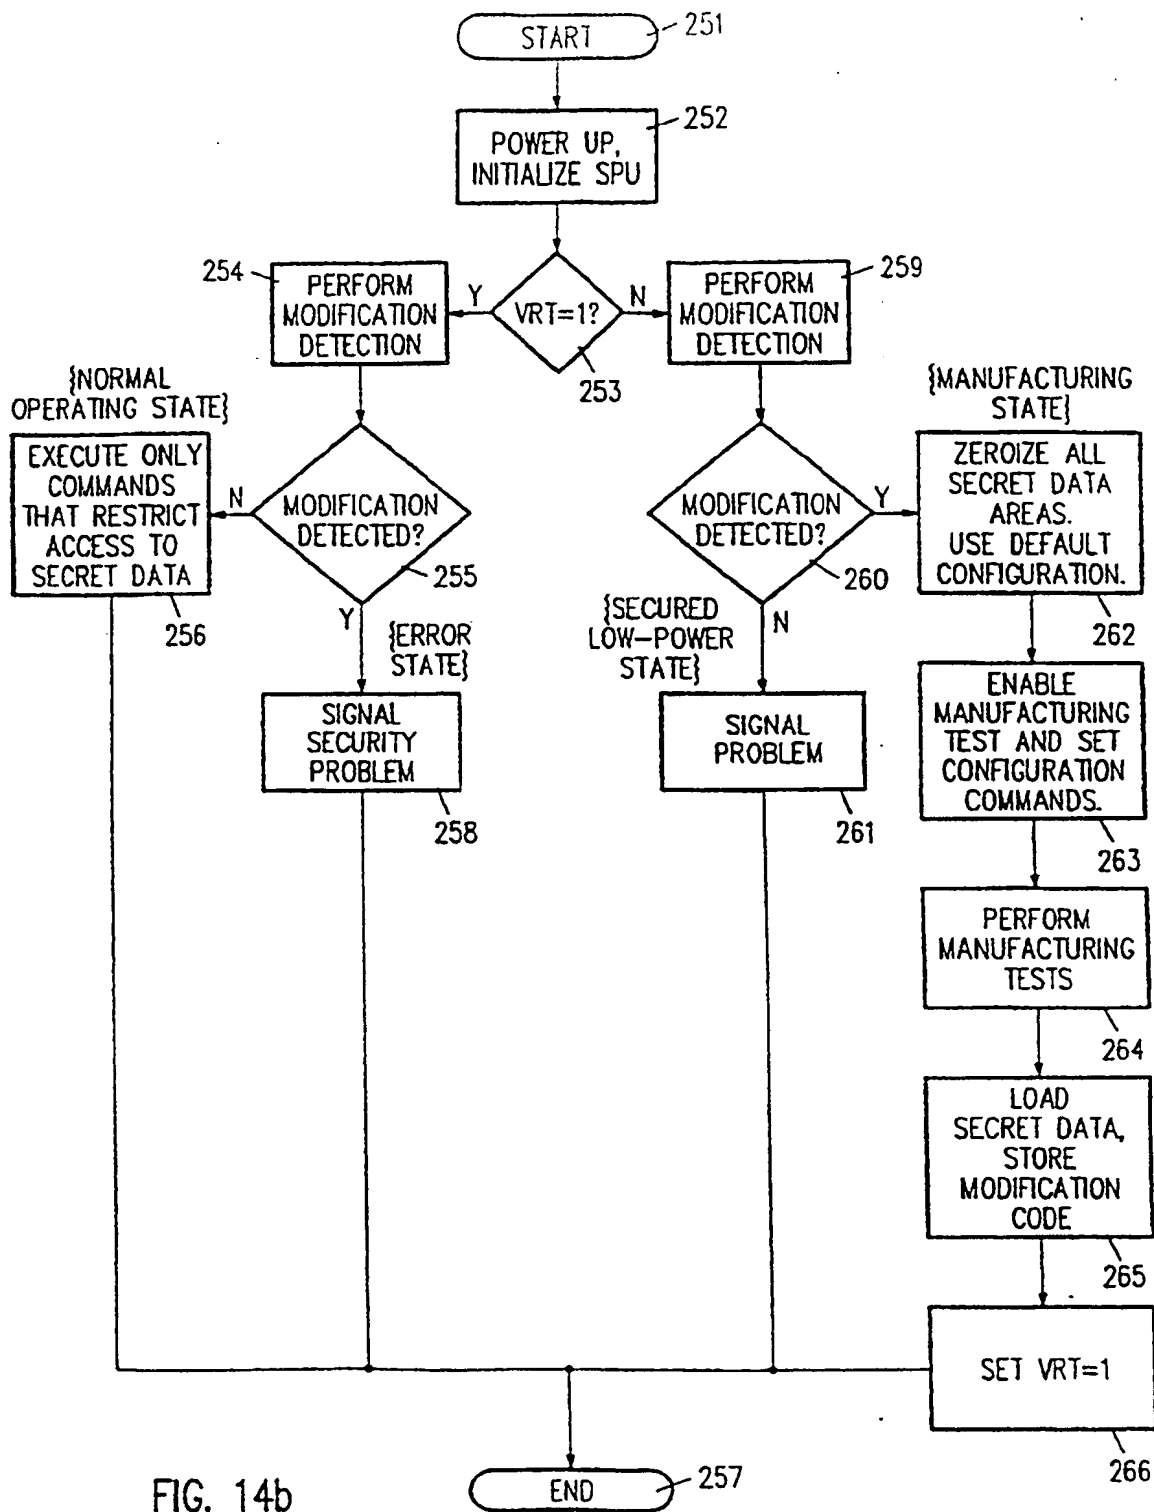 START
251
POWER UP,
INITIALIZE SPU
252
254
PERFORM
MODIFICATION
DETECTION
Y
VRT=1?
253
N
PERFORM
MODIFICATION
DETECTION
259
{NORMAL
OPERATING STATE}
EXECUTE ONLY
COMMANDS
THAT RESTRICT
ACCESS TO
SECRET DATA
256
N
MODIFICATION
DETECTED?
255
Y
{ERROR
STATE}
SIGNAL
SECURITY
PROBLEM
258
MODIFICATION
DETECTED?
260
Y
N
{SECURED
LOW-POWER
STATE}
SIGNAL
PROBLEM
261
{MANUFACTURING
STATE}
ZEROIZE ALL
SECRET DATA
AREAS.
USE DEFAULT
CONFIGURATION.
262
ENABLE
MANUFACTURING
TEST AND SET
CONFIGURATION
COMMANDS.
263
PERFORM
MANUFACTURING
TESTS
264
LOAD
SECRET DATA,
STORE
MODIFICATION
CODE
265
SET VRT=1
266
END
257
FIG. 14b